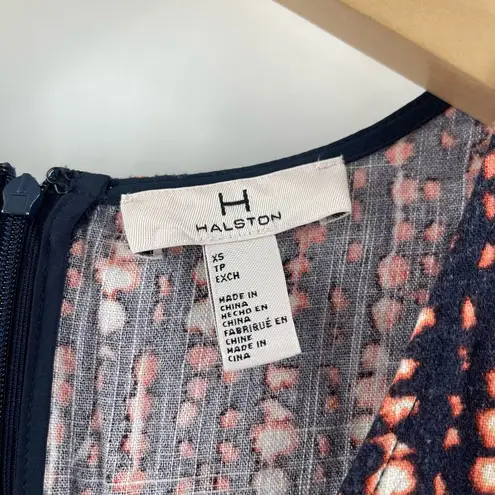 H
HALSTON
XS
TP
EXCH
MADE IN
CHINA
HECHO EN
CHINA
FABRIQUÉ EN
CHINE
MADE IN
CINA